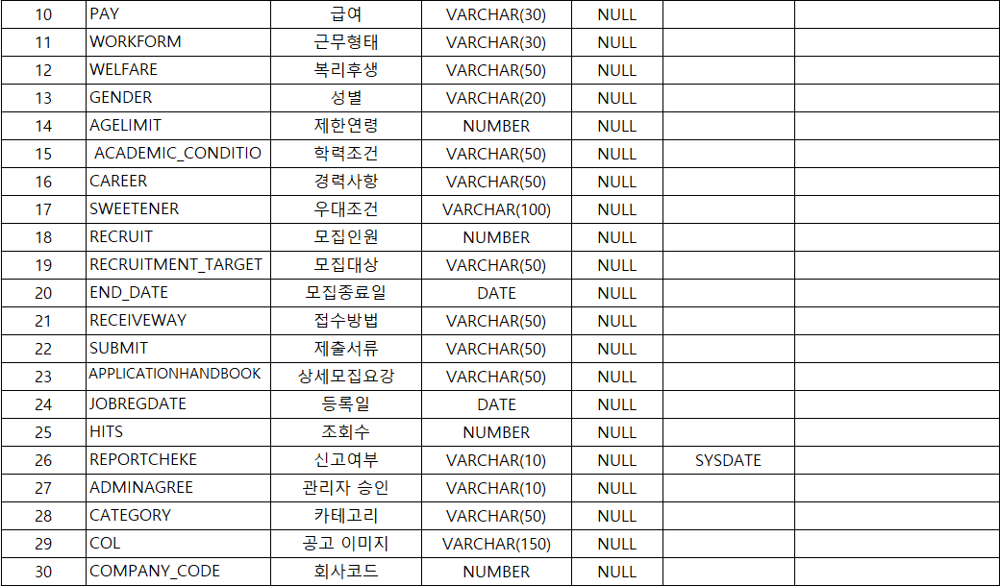 10 PAY 급여 VARCHAR(30) NULL
11 WORKFORM 근무형태 VARCHAR(30) NULL
12 WELFARE 복리후생 VARCHAR(50) NULL
13 GENDER 성별 VARCHAR(20) NULL
14 AGELIMIT 제한연령 NUMBER NULL
15 ACADEMIC_CONDITIO 학력조건 VARCHAR(50) NULL
16 CAREER 경력사항 VARCHAR(50) NULL
17 SWEETENER 우대조건 VARCHAR(100) NULL
18 RECRUIT 모집인원 NUMBER NULL
19 RECRUITMENT_TARGET 모집대상 VARCHAR(50) NULL
20 END_DATE 모집종료일 DATE NULL
21 RECEIVEWAY 접수방법 VARCHAR(50) NULL
22 SUBMIT 제출서류 VARCHAR(50) NULL
23 APPLICATIONHANDBOOK 상세모집요강 VARCHAR(50) NULL
24 JOBREGDATE 등록일 DATE NULL
25 HITS 조회수 NUMBER NULL
26 REPORTCHEKE 신고여부 VARCHAR(10) NULL SYSDATE
27 ADMINAGREE 관리자 승인 VARCHAR(10) NULL
28 CATEGORY 카테고리 VARCHAR(50) NULL
29 COL 공고 이미지 VARCHAR(150) NULL
30 COMPANY_CODE 회사코드 NUMBER NULL